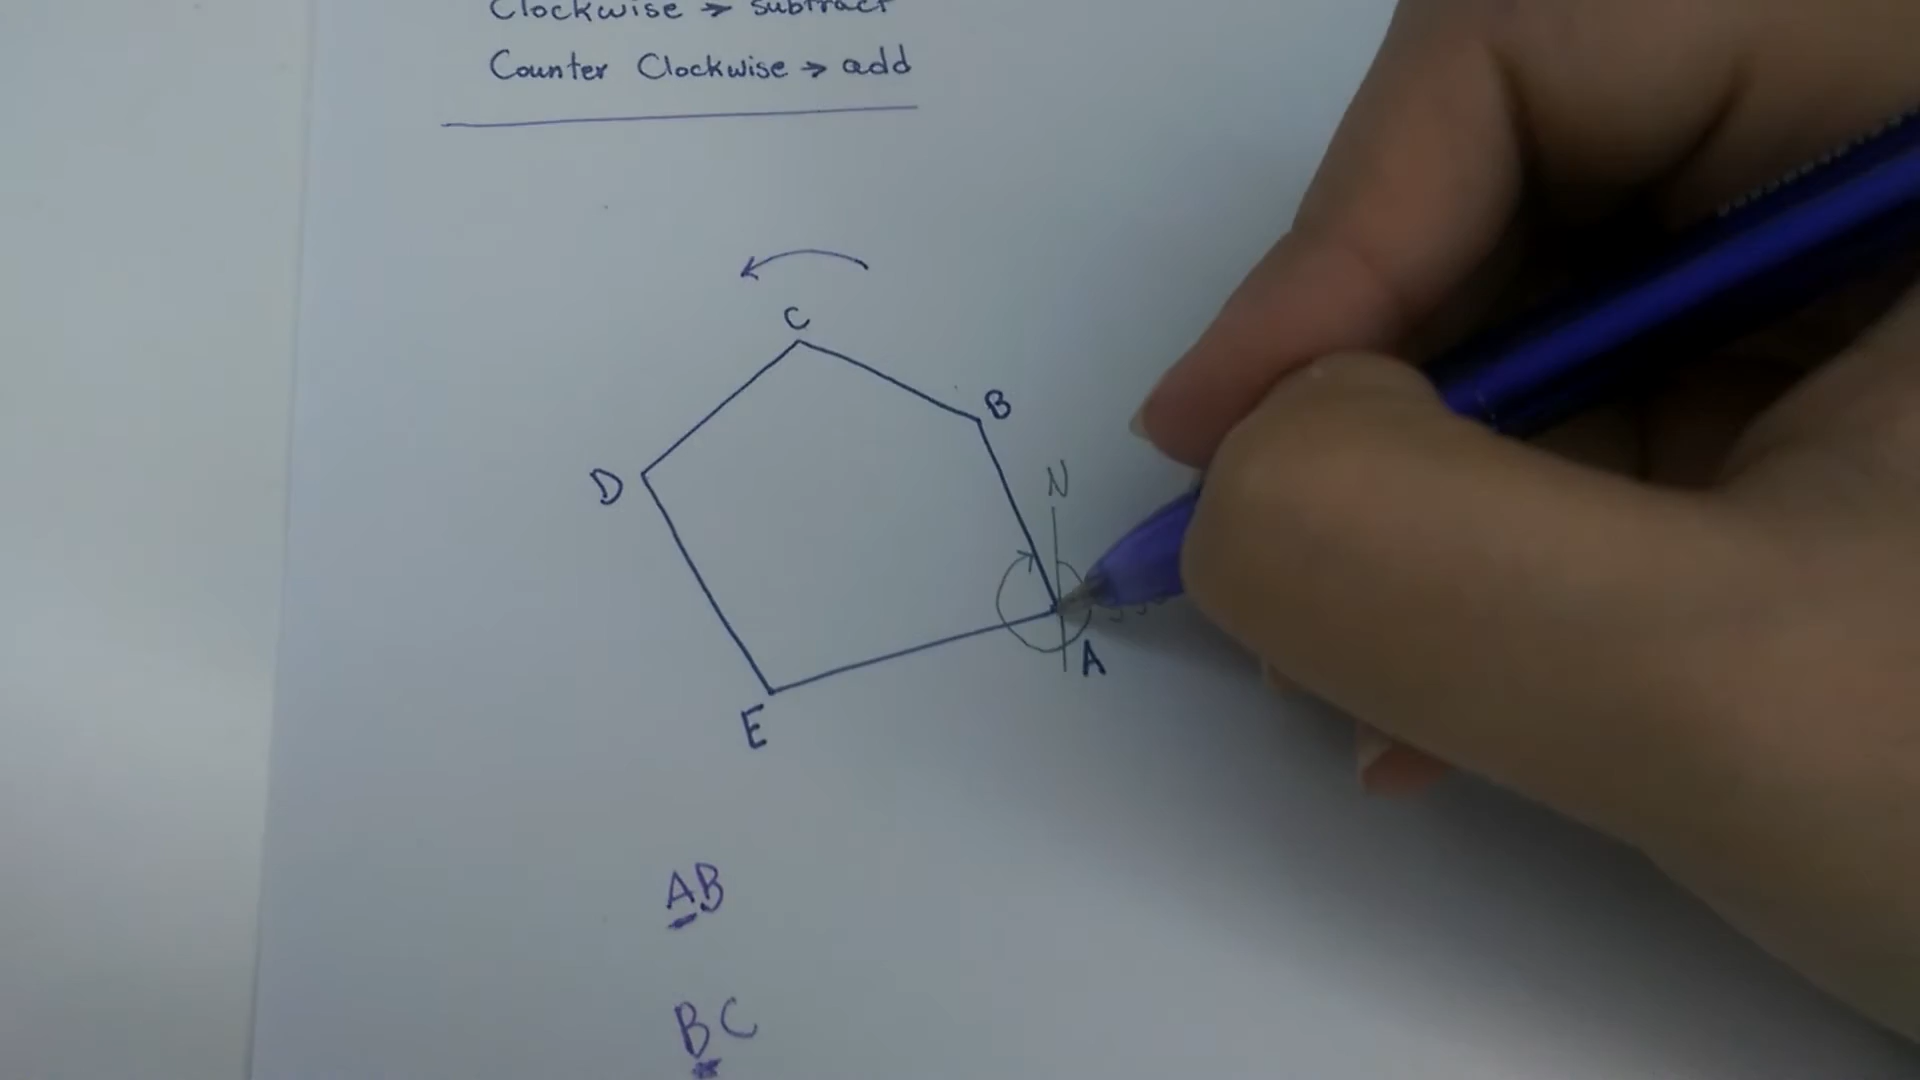 Clockwise → subtract
Counter Clockwise → add
C
B
D
N
A
E
AB
BC